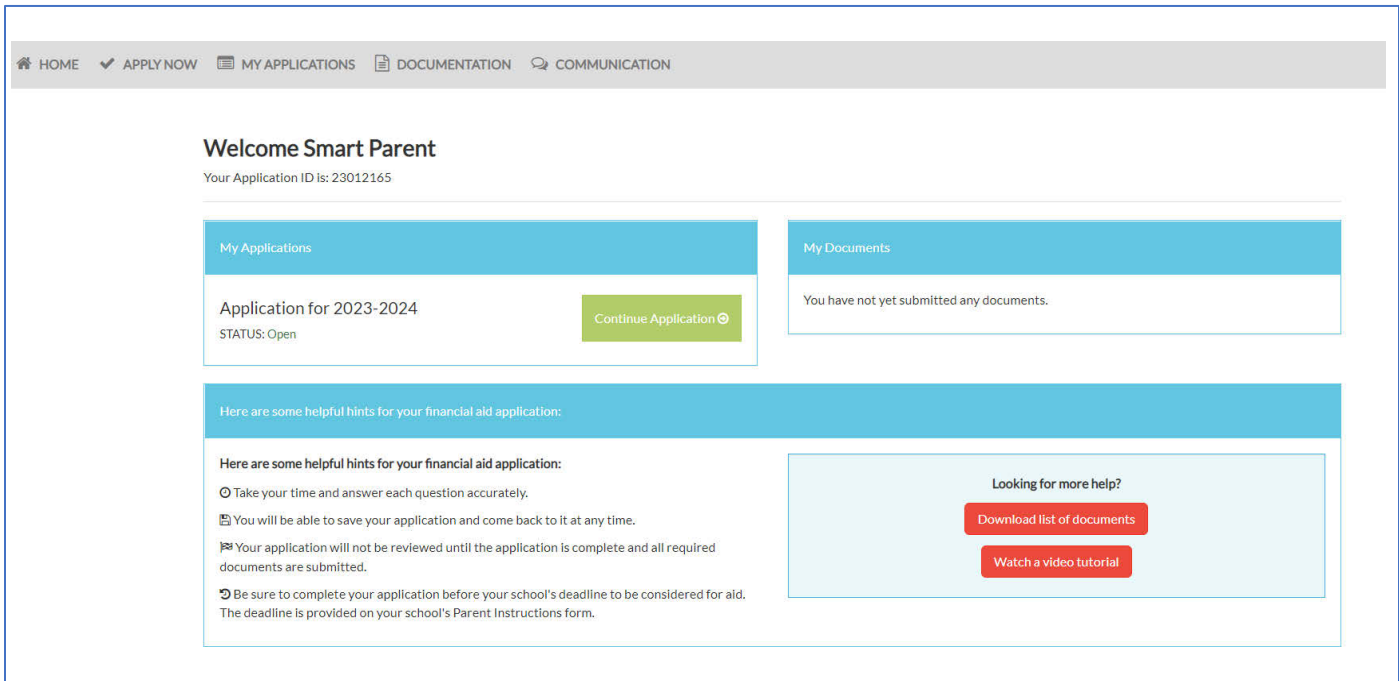 HOME APPLY NOW MY APPLICATIONS DOCUMENTATION COMMUNICATION
Welcome Smart Parent
Your Application ID is: 23012165
My Applications
Application for 2023-2024
STATUS: Open
Continue Application
My Documents
You have not yet submitted any documents.
Here are some helpful hints for your financial aid application:
Here are some helpful hints for your financial aid application:
Take your time and answer each question accurately.
You will be able to save your application and come back to it at any time.
Your application will not be reviewed until the application is complete and all required
documents are submitted.
Be sure to complete your application before your school's deadline to be considered for aid.
The deadline is provided on your school's Parent Instructions form.
Looking for more help?
Download list of documents
Watch a video tutorial